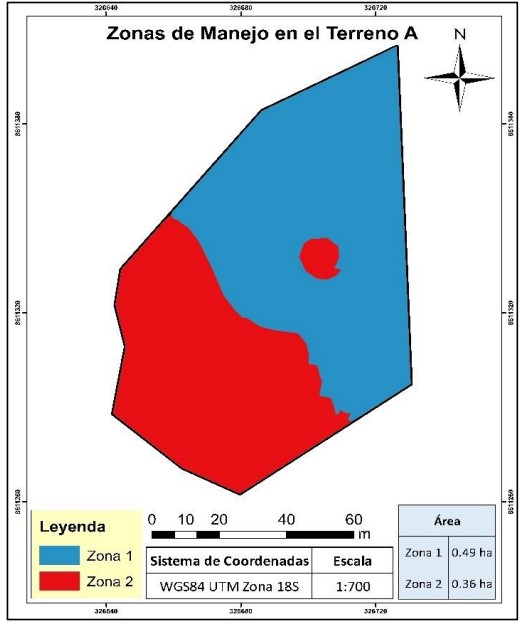 326640 326680 326720
Zonas de Manejo en el Terreno A
N
8611340 8611340
8611320 8611320
8611260 8611260
Leyenda
Zona 1
Zona 2
0 10 20 40 60
m
Sistema de Coordenadas Escala
WGS84 UTM Zona 18S 1:700
Área
Zona 1 0.49 ha
Zona 2 0.36 ha
326640 326680 326720